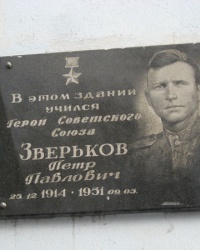 В этом здании
учился
Герой Советского
Союза
Зверьков
Петр
Павлович
25.12 1914 - 1951 09.03.